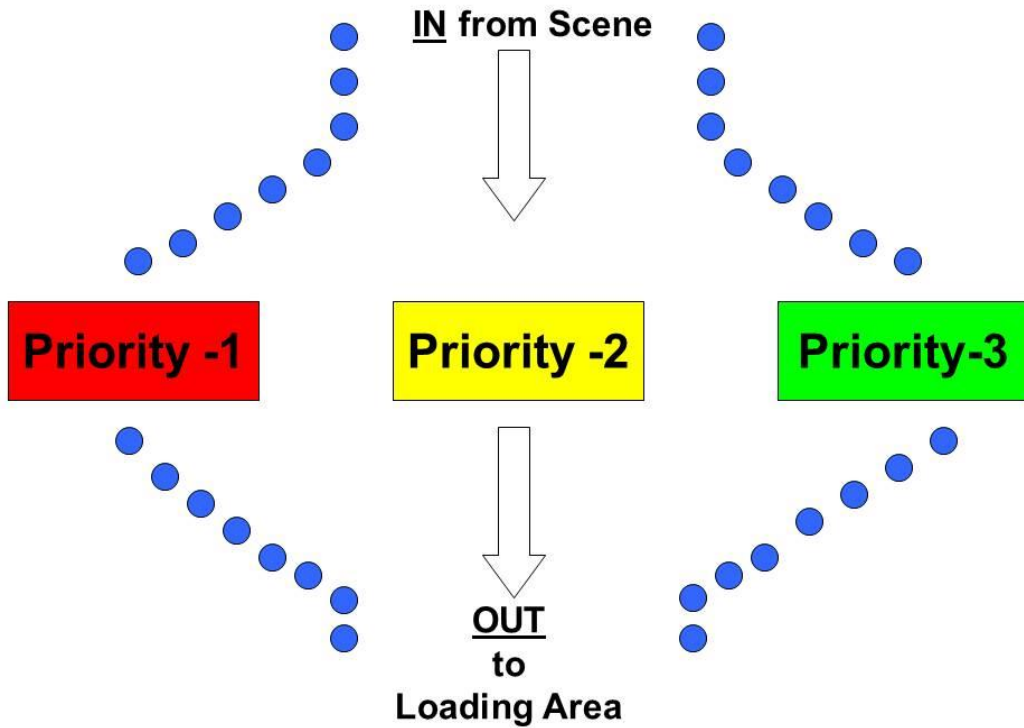 IN from Scene
Priority -1
Priority -2
Priority-3
OUT
to
Loading Area